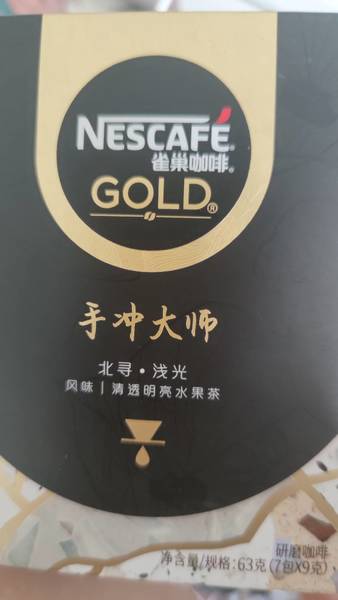 NESCAFÉ®
雀巢咖啡®
GOLD®
手冲大师
北寻·浅光
风味 | 清透明亮水果茶
研磨咖啡
净含量/规格:63克(7包X9克)